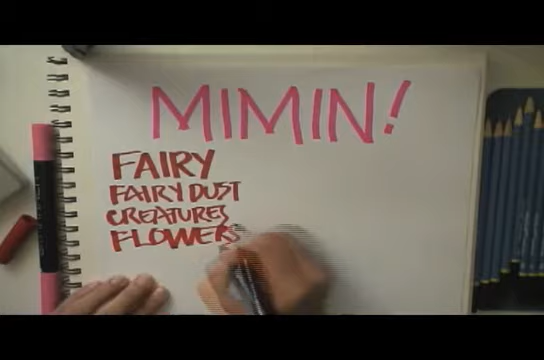 MIMIN!
FAIRY
FAIRY DUST
CREATURES
FLOWERS